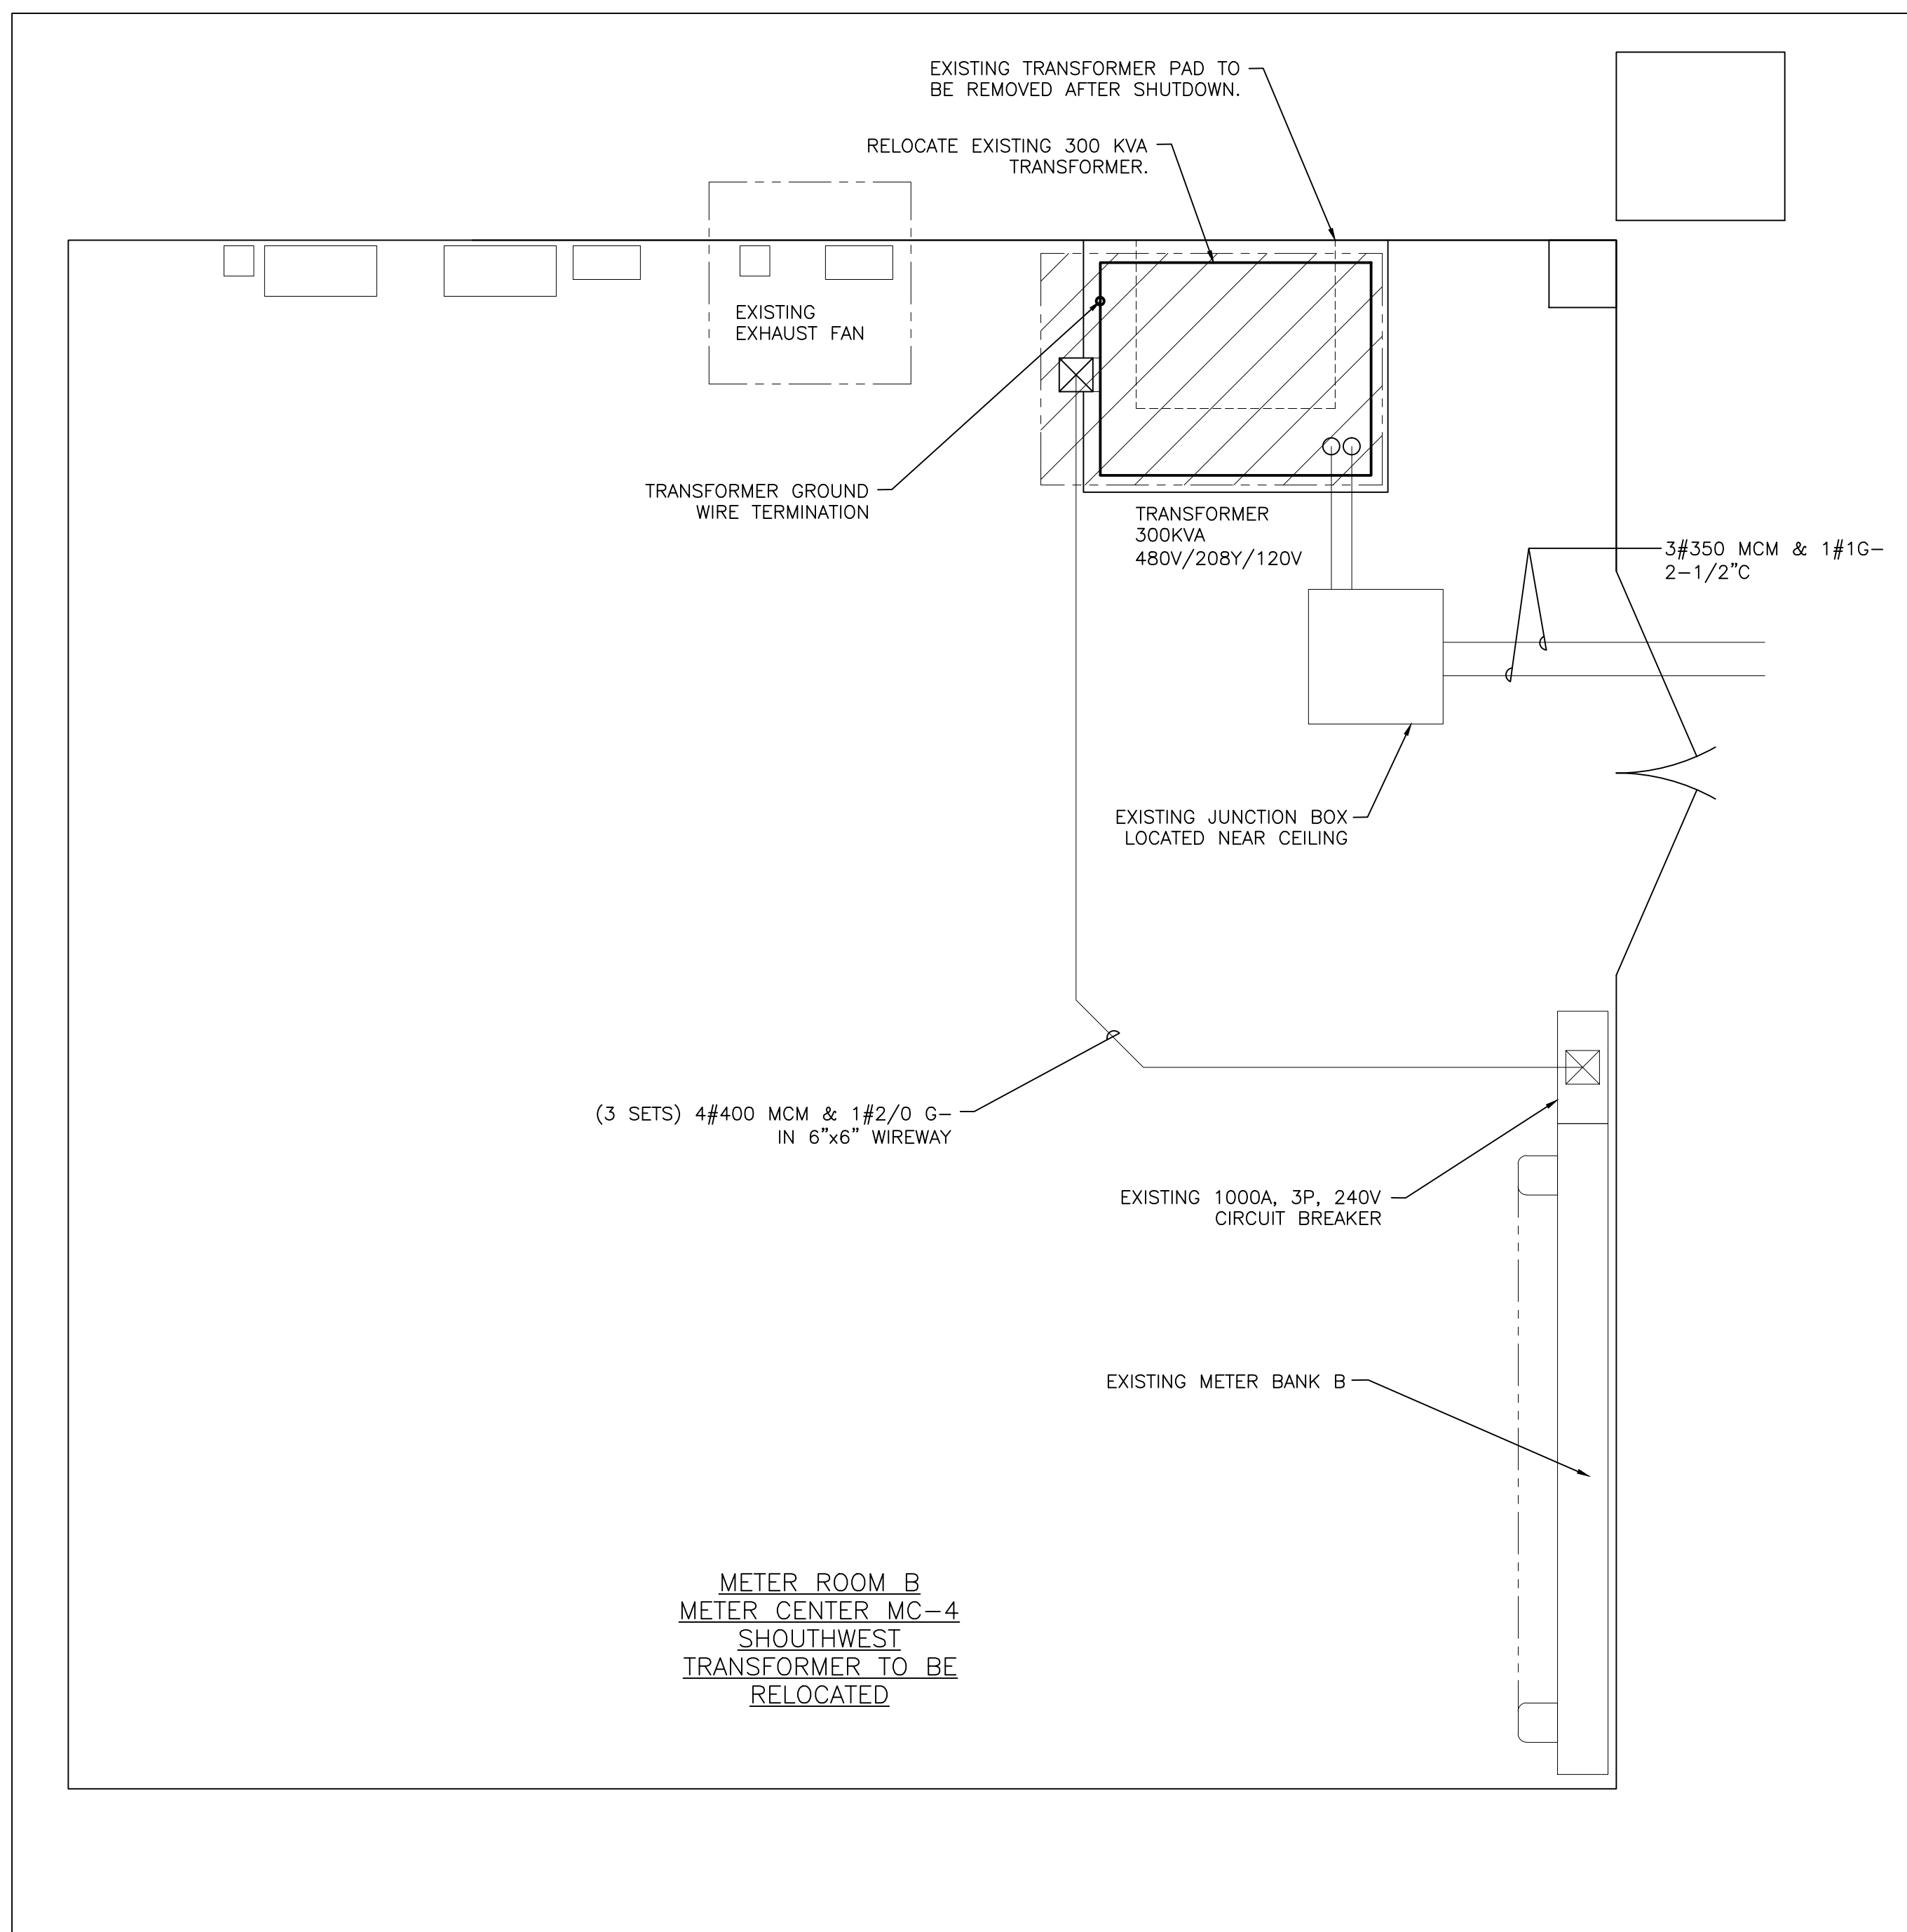 EXISTING TRANSFORMER PAD TO
BE REMOVED AFTER SHUTDOWN.
RELOCATE EXISTING 300 KVA
TRANSFORMER.
EXISTING
EXHAUST FAN
TRANSFORMER GROUND
WIRE TERMINATION
TRANSFORMER
300KVA
480V/208Y/120V
3#350 MCM & 1#1G-
2-1/2"C
EXISTING JUNCTION BOX
LOCATED NEAR CEILING
(3 SETS) 4#400 MCM & 1#2/0 G-
IN 6"x6" WIREWAY
EXISTING 1000A, 3P, 240V
CIRCUIT BREAKER
EXISTING METER BANK B
METER ROOM B
METER CENTER MC-4
SHOUTHWEST
TRANSFORMER TO BE
RELOCATED